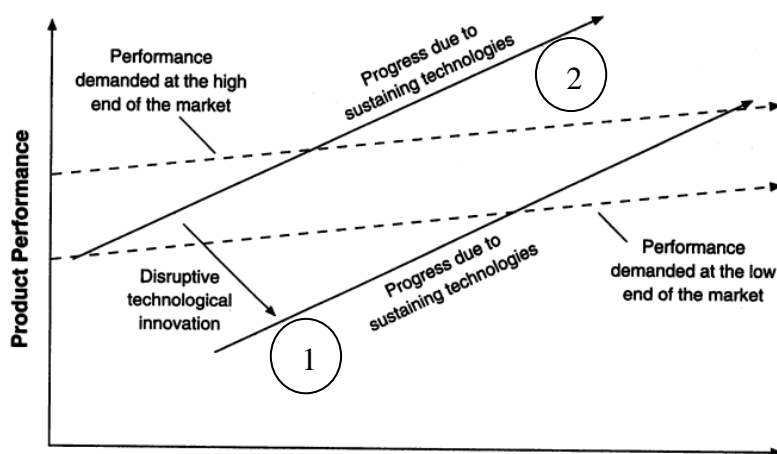 Performance
demanded at the high
end of the market
Progress due to
sustaining technologies
2
Product Performance
Disruptive
technological
innovation
Progress due to
sustaining technologies
Performance
demanded at the low
end of the market
1